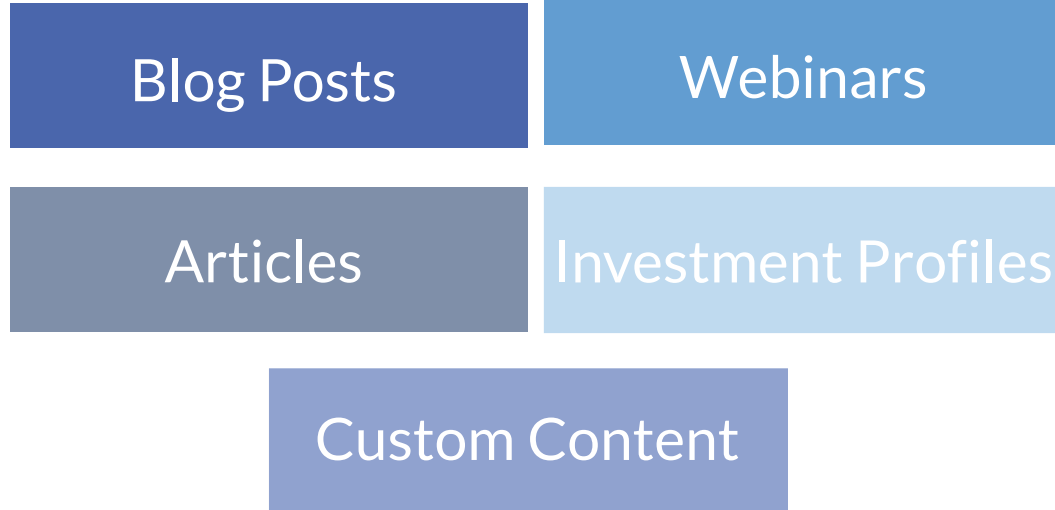 Blog Posts
Webinars
Articles
Investment Profiles
Custom Content